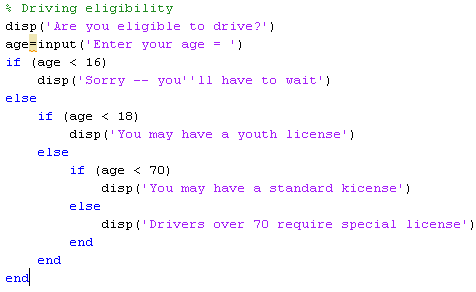 % Driving eligibility
disp('Are you eligible to drive?')
age=input('Enter your age = ')
if (age < 16)
    disp('Sorry -- you''ll have to wait')
else
    if (age < 18)
        disp('You may have a youth license')
    else
        if (age < 70)
            disp('You may have a standard kicense')
        else
            disp('Drivers over 70 require special license')
        end
    end
end